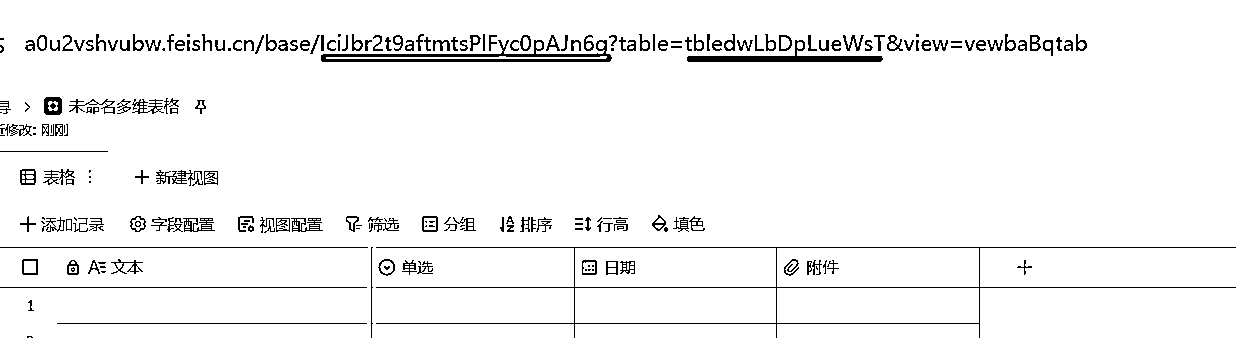 a0u2vshvubw.feishu.cn/base/IciJbr2t9aftmtsPlFyc0pAJn6g?table=tbledwLbDpLueWsT&view=vewbaBqtab
未命名多维表格
修改: 刚刚
表格 新建视图
添加记录 字段配置 视图配置 筛选 分组 排序 行高 填色
文本 单选 日期 附件
1